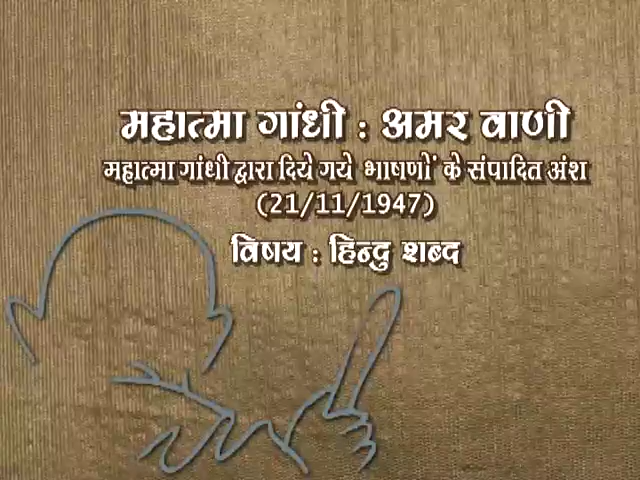 महात्मा गांधी : अमर वाणी
महात्मा गांधी द्वारा दिये गये भाषणों के संपादित अंश
(21/11/1947)
विषय : हिन्दु शब्द